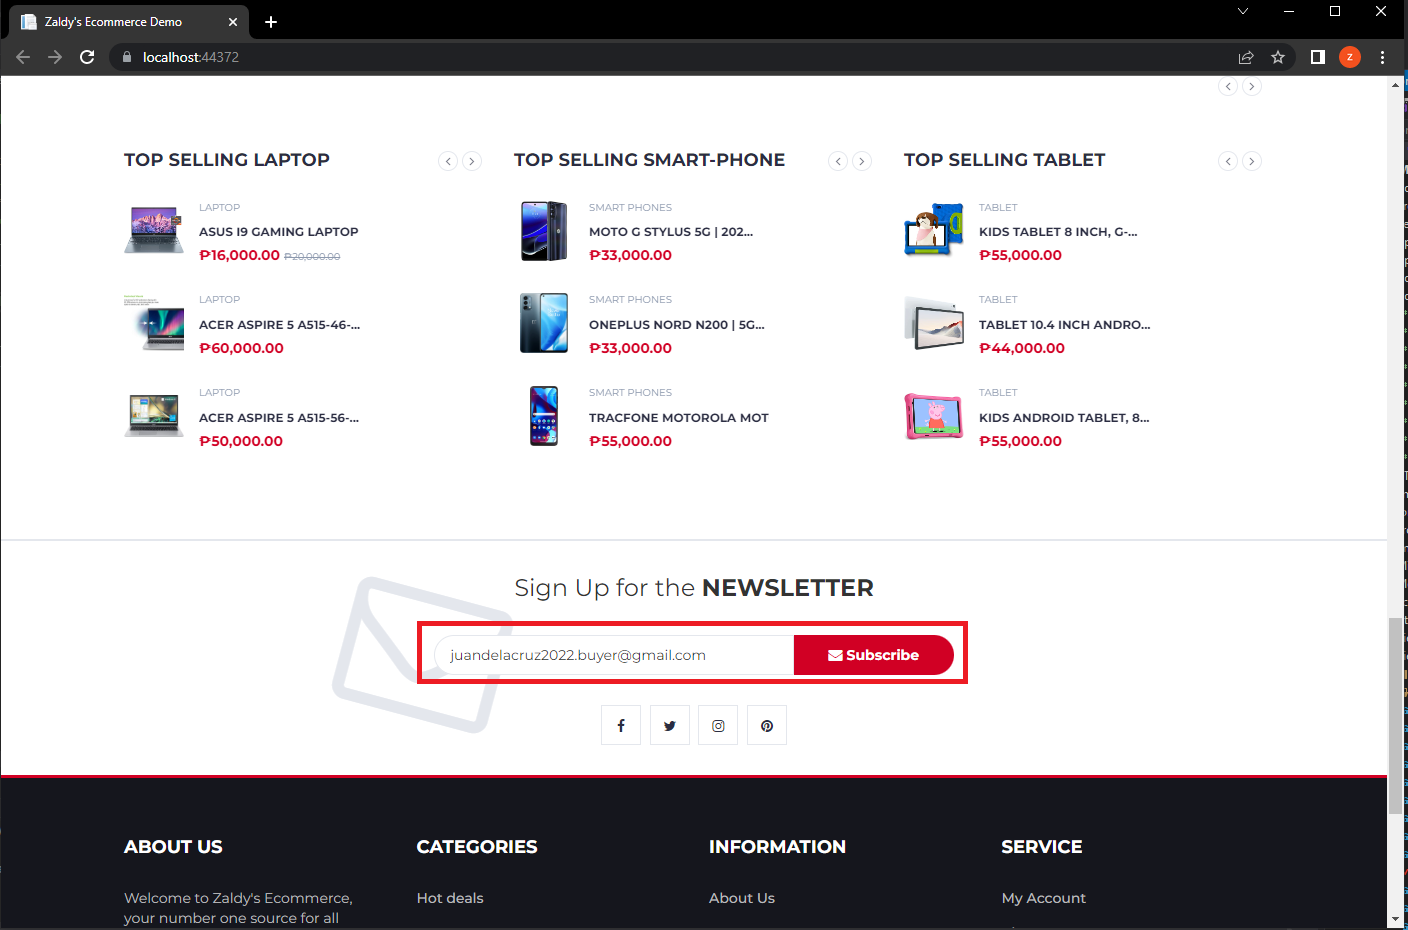 Zaldy's Ecommerce Demo
localhost:44372
z
TOP SELLING LAPTOP
LAPTOP
ASUS I9 GAMING LAPTOP
₱16,000.00 ₱20,000.00
LAPTOP
ACER ASPIRE 5 A515-46-...
₱60,000.00
LAPTOP
ACER ASPIRE 5 A515-56-...
₱50,000.00
TOP SELLING SMART-PHONE
SMART PHONES
MOTO G STYLUS 5G | 202...
₱33,000.00
SMART PHONES
ONEPLUS NORD N200 | 5G...
₱33,000.00
SMART PHONES
TRACFONE MOTOROLA MOT
₱55,000.00
TOP SELLING TABLET
TABLET
KIDS TABLET 8 INCH, G-...
₱55,000.00
TABLET
TABLET 10.4 INCH ANDRO...
₱44,000.00
TABLET
KIDS ANDROID TABLET, 8...
₱55,000.00
Sign Up for the NEWSLETTER
juandelacruz2022.buyer@gmail.com
Subscribe
ABOUT US
Welcome to Zaldy's Ecommerce,
your number one source for all
CATEGORIES
Hot deals
INFORMATION
About Us
SERVICE
My Account